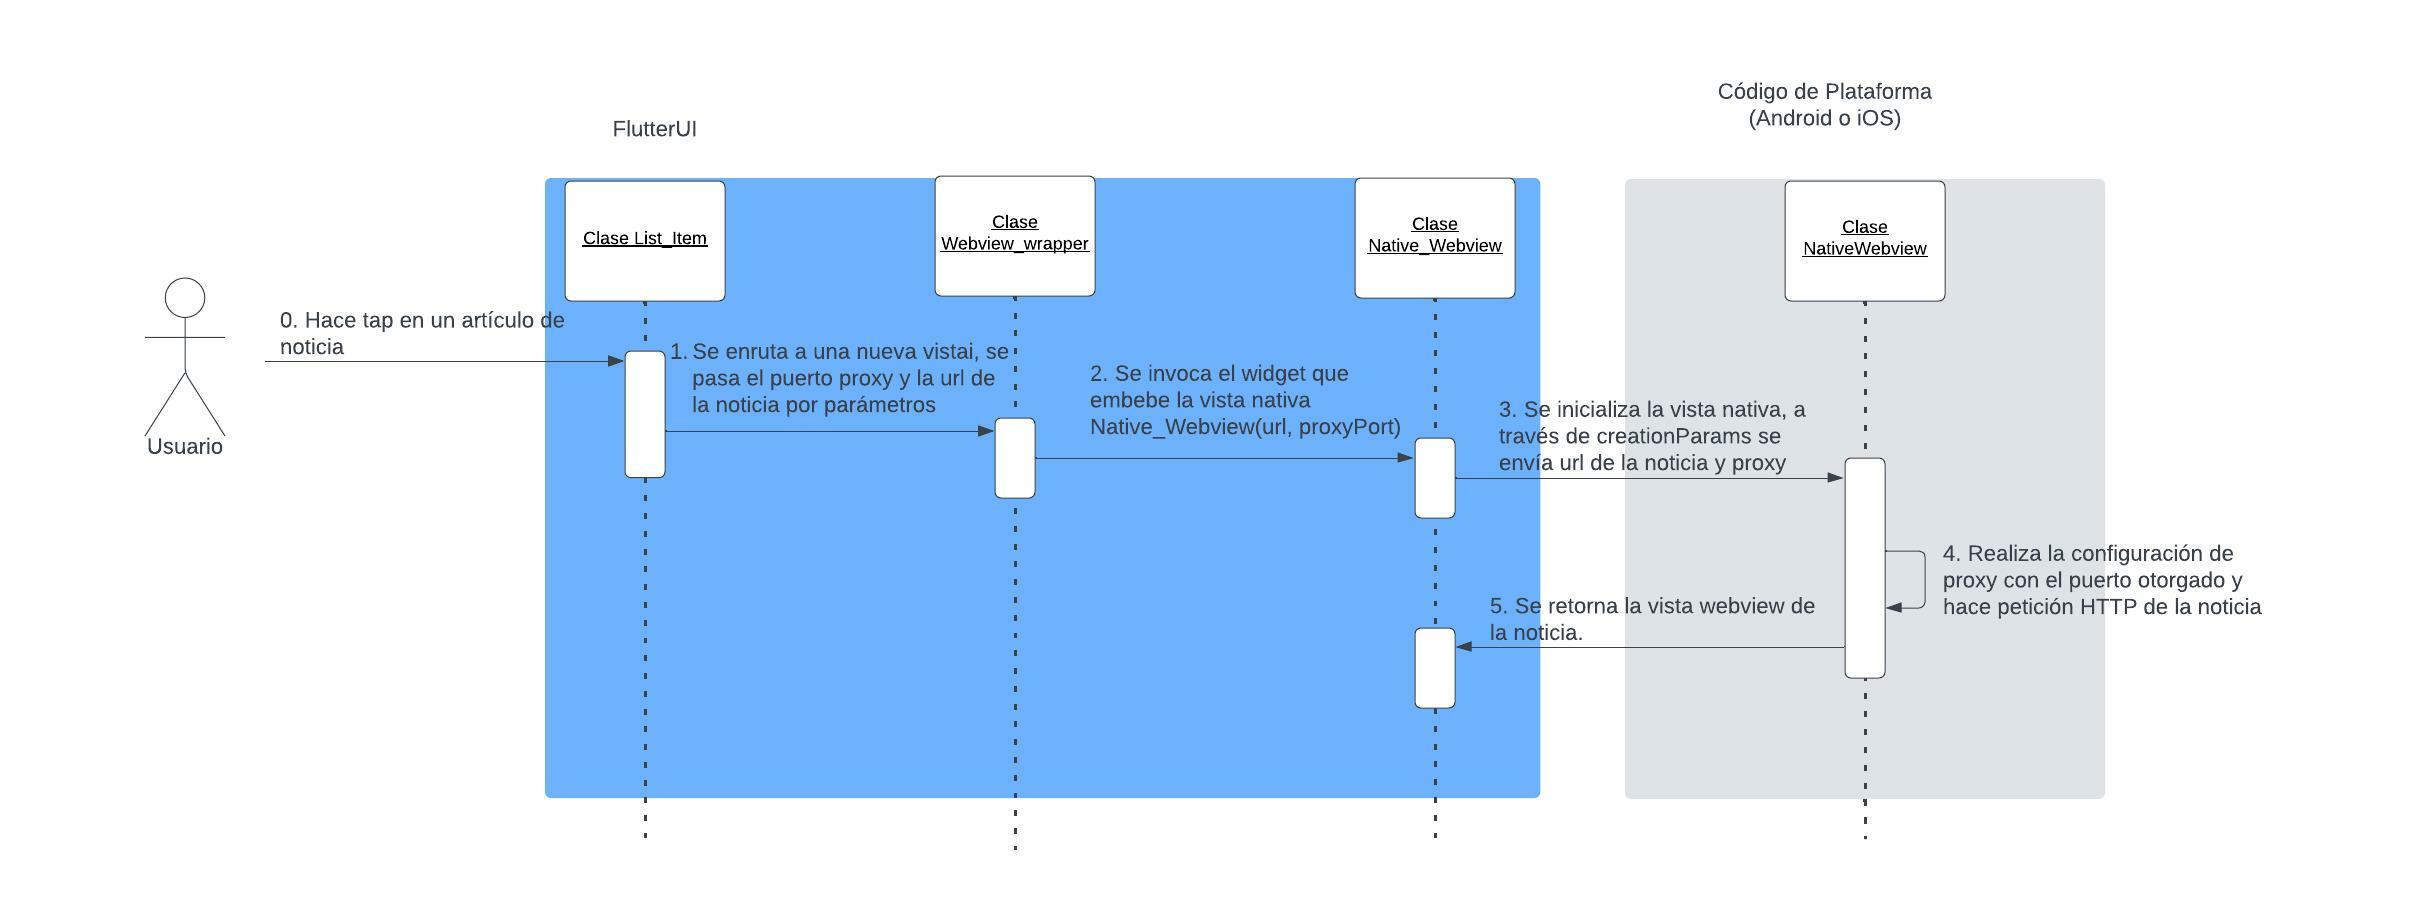 Código de Plataforma
(Android o iOS)
FlutterUI
Clase List_Item
Clase
Webview_wrapper
Clase
Native_Webview
Clase
NativeWebview
Usuario
0. Hace tap en un artículo de
noticia
1. Se enruta a una nueva vistai, se
pasa el puerto proxy y la url de
la noticia por parámetros
2. Se invoca el widget que
embebe la vista nativa
Native_Webview(url, proxyPort)
3. Se inicializa la vista nativa, a
través de creationParams se
envía url de la noticia y proxy
4. Realiza la configuración de
proxy con el puerto otorgado y
hace petición HTTP de la noticia
5. Se retorna la vista webview de
la noticia.